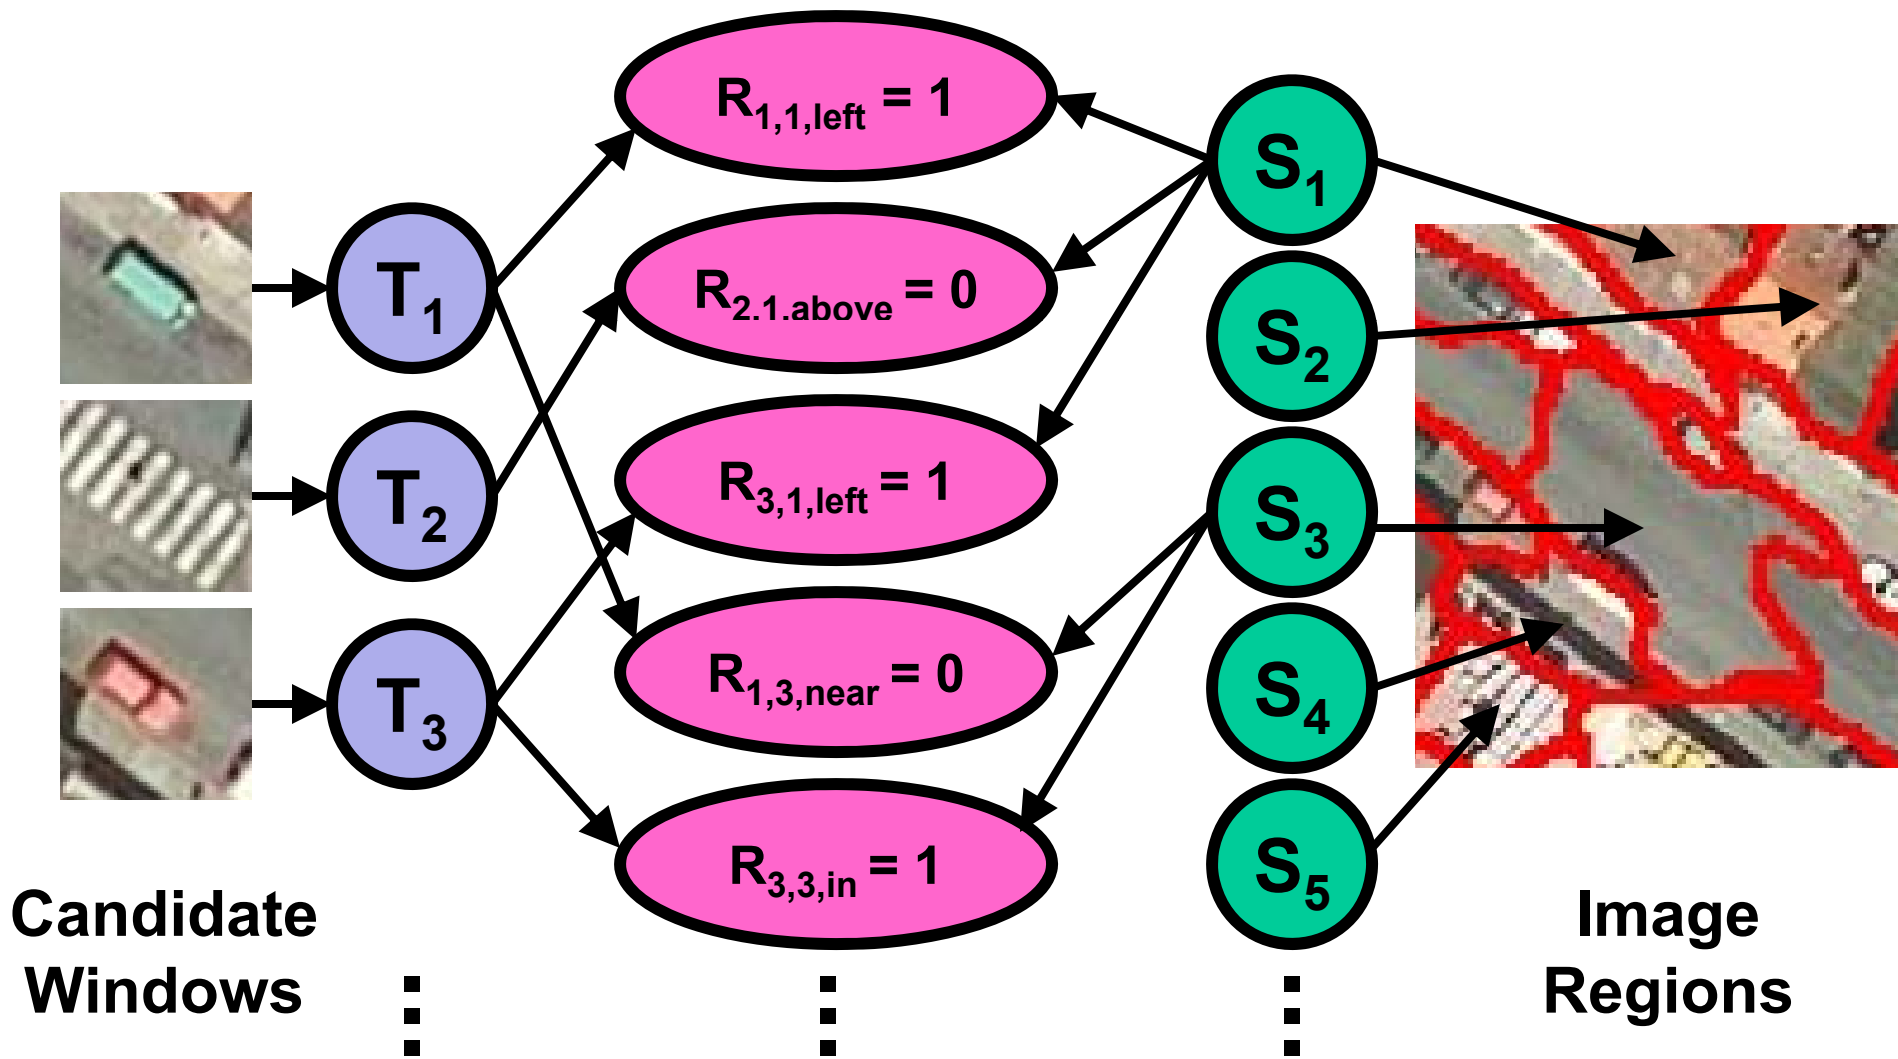 R1,1,left = 1
S1
T1
R2,1,above = 0
S2
T2
R3,1,left = 1
S3
T3
R1,3,near = 0
S4
R3,3,in = 1
S5
Candidate
Windows
Image
Regions